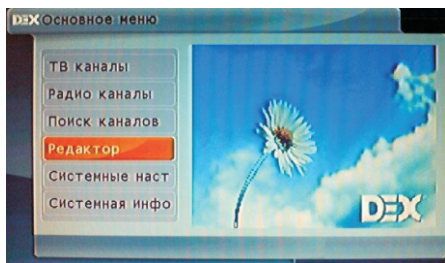 DEX Основное меню
ТВ каналы
Радио каналы
Поиск каналов
Редактор
Системные наст
Системная инфо
DEX